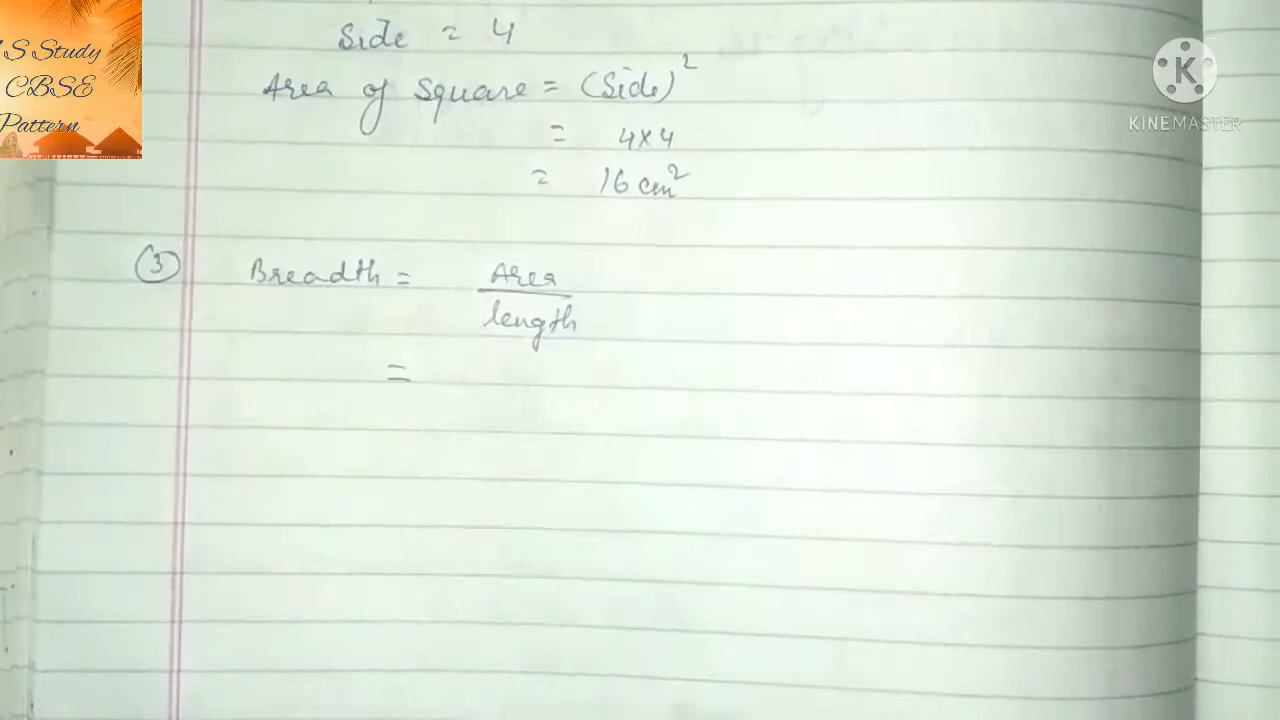 S Study
CBSE
Pattern
KINEMASTER
Side = 4
Area of square = (Side)²
= 4×4
= 16 cm²
③ Breadth = Area
length
=